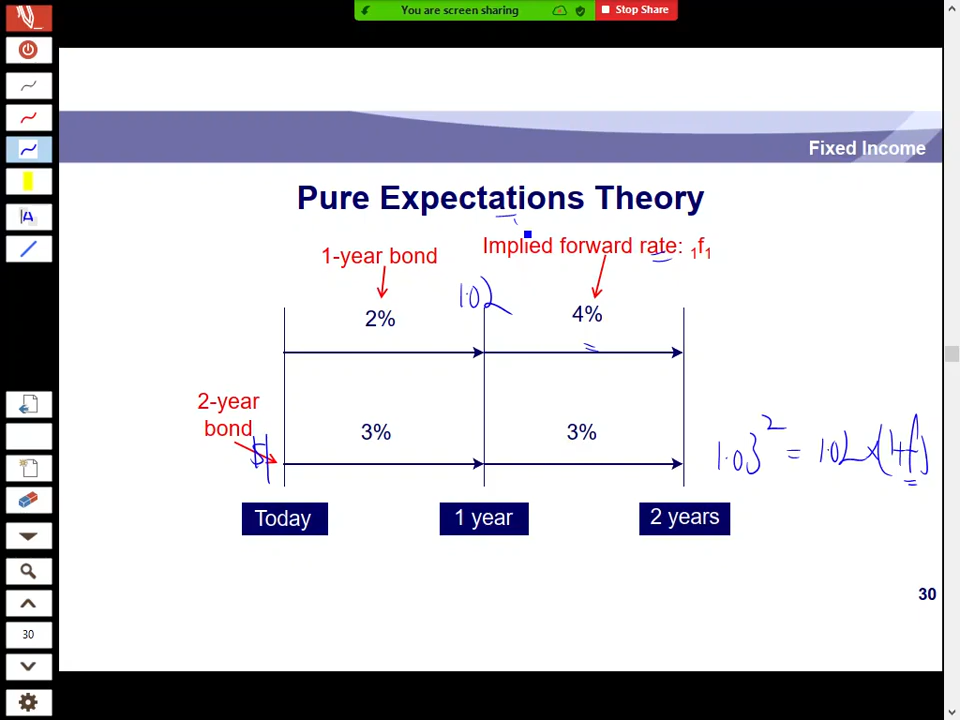 You are screen sharing
Stop Share
Fixed Income
Pure Expectations Theory
1-year bond
Implied forward rate: ₁f₁
1.02
2%
4%
2-year
bond
$1
3%
3%
1.03² = 1.02 x (1+f)
Today
1 year
2 years
30
30